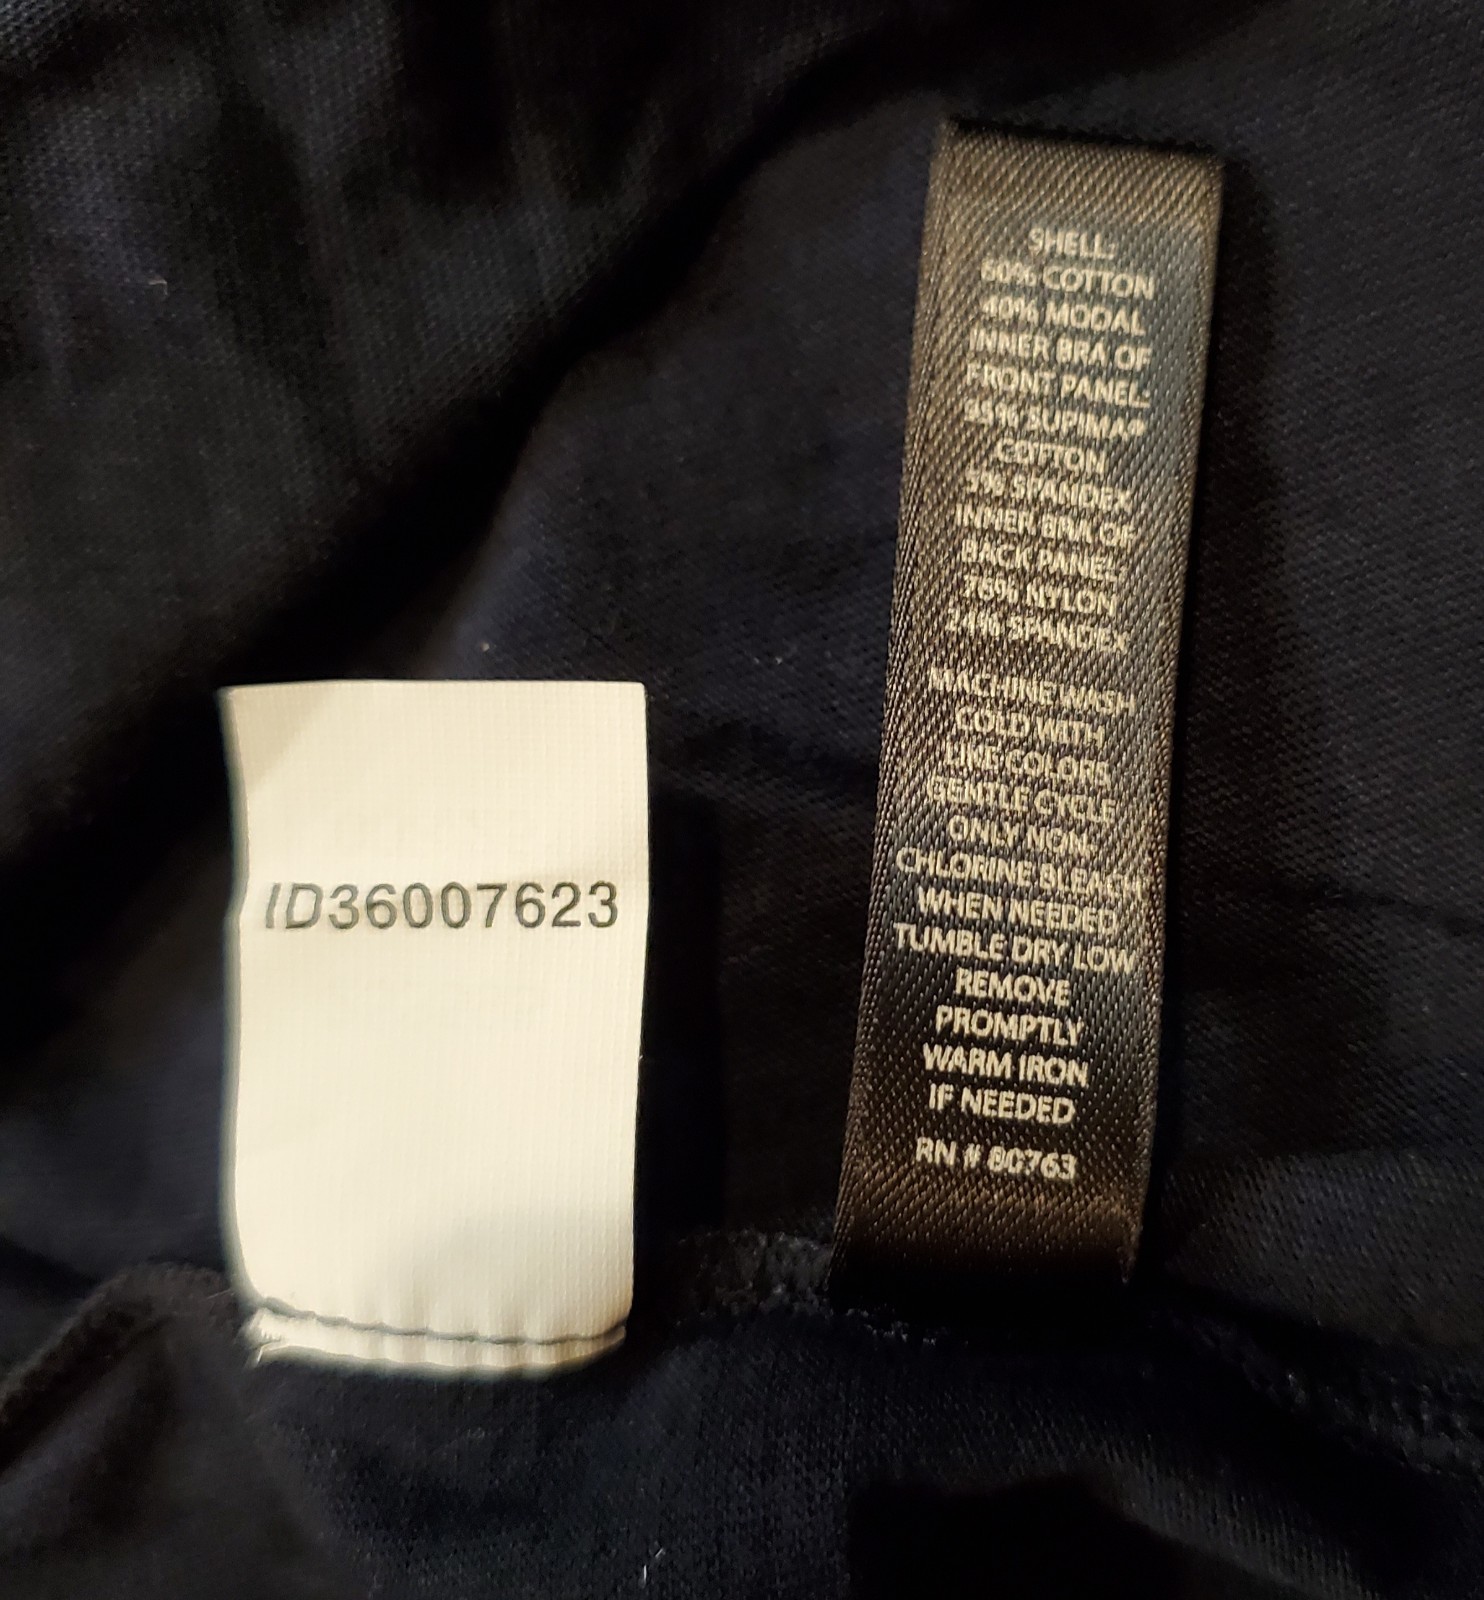 ID36007623
SHELL:
60% COTTON
40% MODAL
INNER BRA OF
FRONT PANEL:
95% SUPIMA®
COTTON
5% SPANDEX
INNER BRA OF
BACK PANEL
76% NYLON
24% SPANDEX
MACHINE WASH
COLD WITH
LIKE COLORS
GENTLE CYCLE
ONLY NON-
CHLORINE BLEACH
WHEN NEEDED
TUMBLE DRY LOW
REMOVE
PROMPTLY
WARM IRON
IF NEEDED
RN # 80763